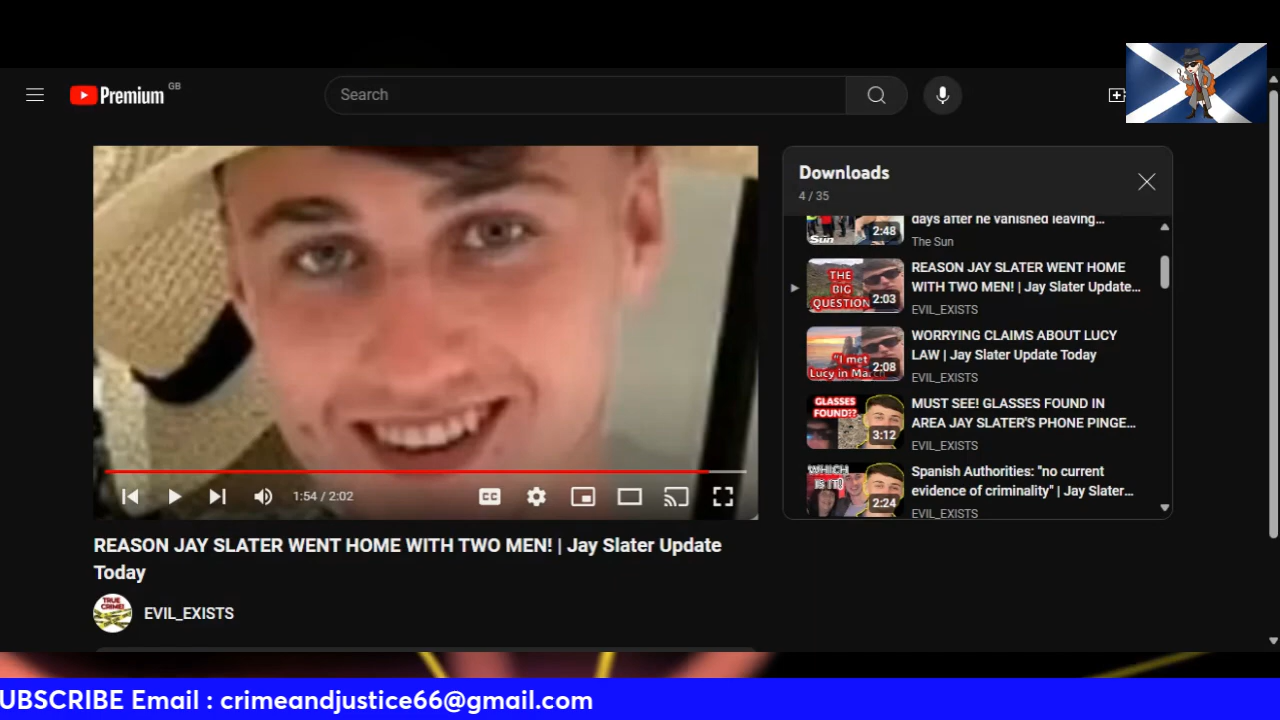 Premium GB
Search
Downloads
4 / 35
days after he vanished leaving...
Sun
2:48
The Sun
THE
BIG
QUESTION
2:03
REASON JAY SLATER WENT HOME
WITH TWO MEN! | Jay Slater Update...
EVIL_EXISTS
"I met
Lucy in
2:08
WORRYING CLAIMS ABOUT LUCY
LAW | Jay Slater Update Today
EVIL_EXISTS
GLASSES
FOUND??
3:12
MUST SEE! GLASSES FOUND IN
AREA JAY SLATER'S PHONE PINGE...
EVIL_EXISTS
WHICH
IS IT
2:24
Spanish Authorities: "no current
evidence of criminality" | Jay Slater...
EVIL_EXISTS
1:54 / 2:02
CC
REASON JAY SLATER WENT HOME WITH TWO MEN! | Jay Slater Update
Today
TRUE
CRIME!
EVIL_EXISTS
UBSCRIBE Email : crimeandjustice66@gmail.com